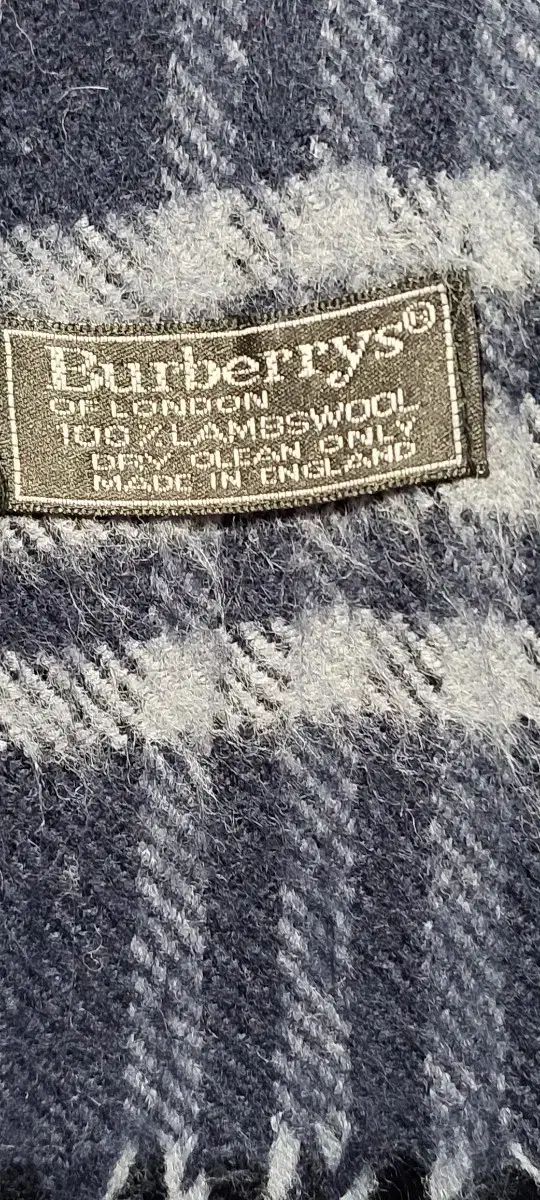 Burberrys®
OF LONDON
100% LAMBSWOOL
DRY CLEAN ONLY
MADE IN ENGLAND